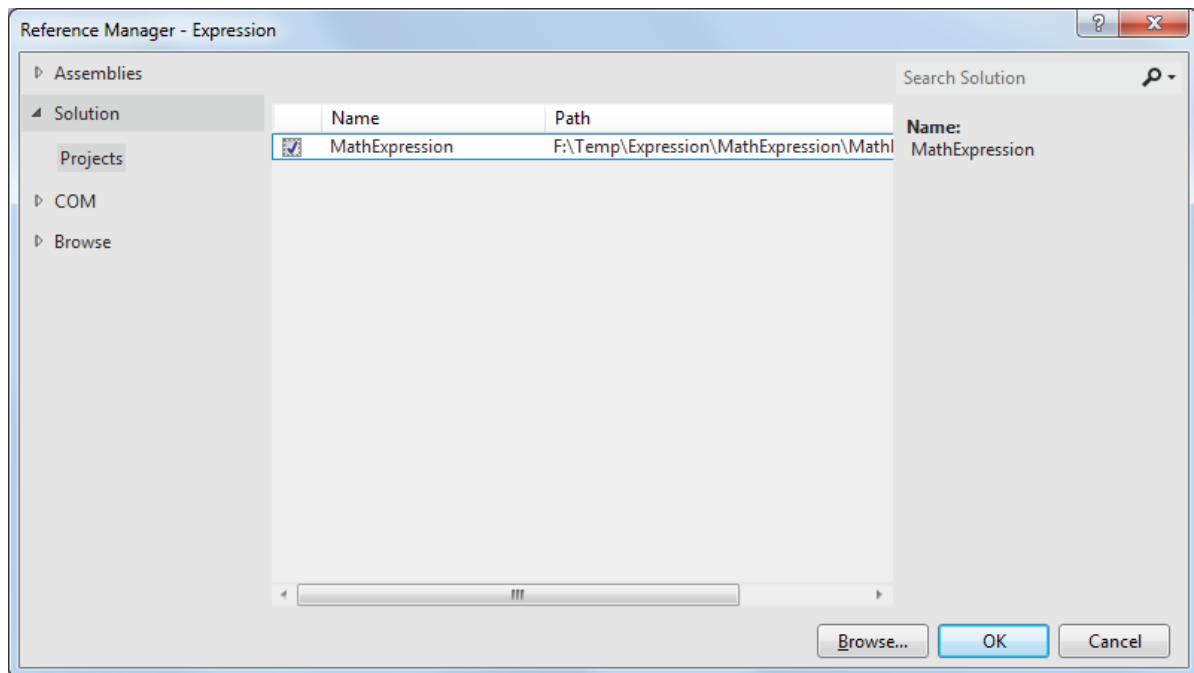 Reference Manager - Expression
Assemblies
Solution
Projects
COM
Browse
Name Path
MathExpression F:\Temp\Expression\MathExpression\Math
Search Solution
Name:
MathExpression
Browse... OK Cancel